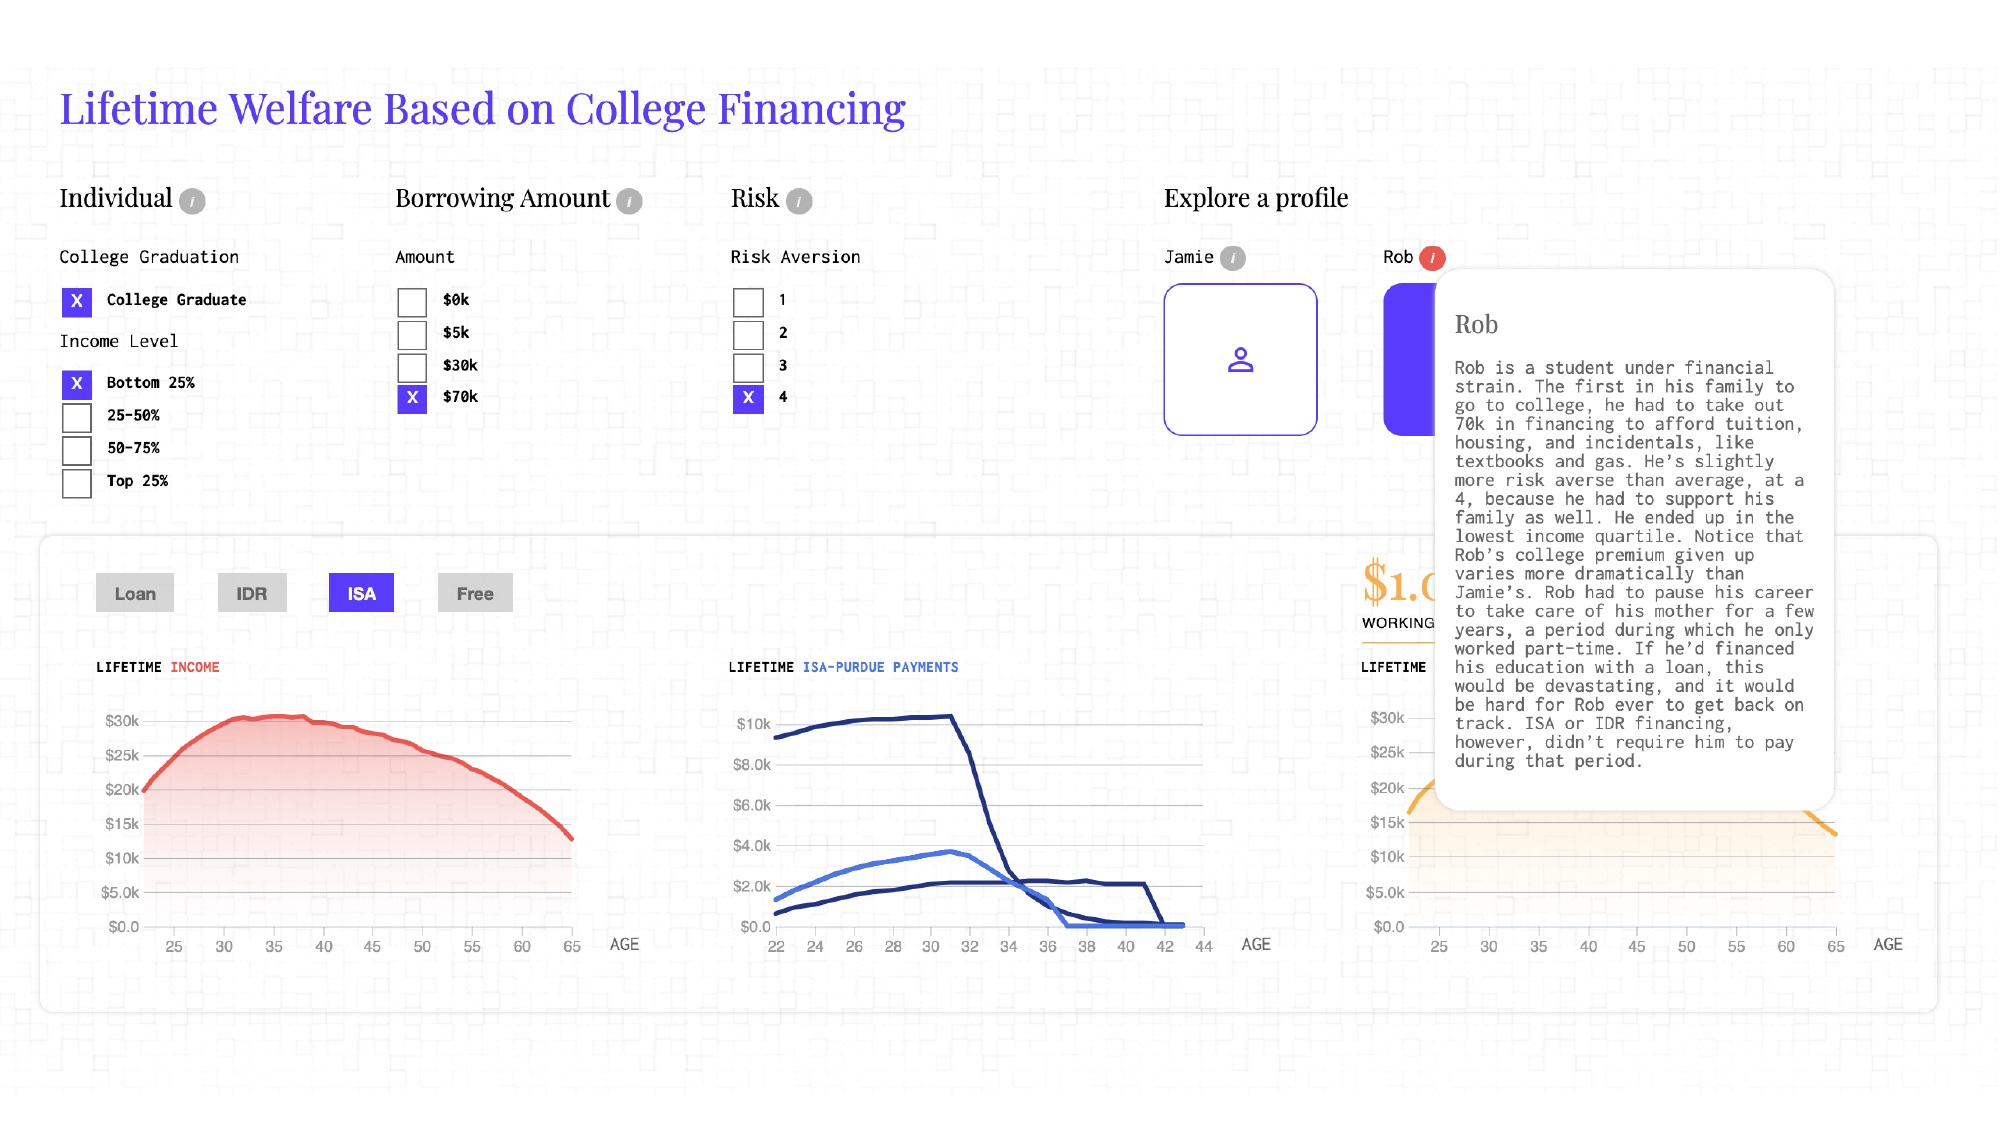 Lifetime Welfare Based on College Financing
Individual i
Borrowing Amount i
Risk i
Explore a profile
College Graduation
Amount
Risk Aversion
Jamie i
Rob i
X College Graduate
Income Level
X Bottom 25%
25-50%
50-75%
Top 25%
$0k
$5k
$30k
X $70k
1
2
3
X 4
Rob
Rob is a student under financial
strain. The first in his family to
go to college, he had to take out
70k in financing to afford tuition,
housing, and incidentals, like
textbooks and gas. He's slightly
more risk averse than average, at a
4, because he had to support his
family as well. He ended up in the
lowest income quartile. Notice that
Rob's college premium given up
varies more dramatically than
Jamie's. Rob had to pause his career
to take care of his mother for a few
years, a period during which he only
worked part-time. If he'd financed
his education with a loan, this
would be devastating, and it would
be hard for Rob ever to get back on
track. ISA or IDR financing,
however, didn't require him to pay
during that period.
Loan
IDR
ISA
Free
$1.
WORKING
LIFETIME INCOME
$30k
$25k
$20k
$15k
$10k
$5.0k
$0.0
25 30 35 40 45 50 55 60 65 AGE
LIFETIME ISA-PURDUE PAYMENTS
$10k
$8.0k
$6.0k
$4.0k
$2.0k
$0.0
22 24 26 28 30 32 34 36 38 40 42 44 AGE
LIFETIME
$30k
$25k
$20k
$15k
$10k
$5.0k
$0.0
25 30 35 40 45 50 55 60 65 AGE